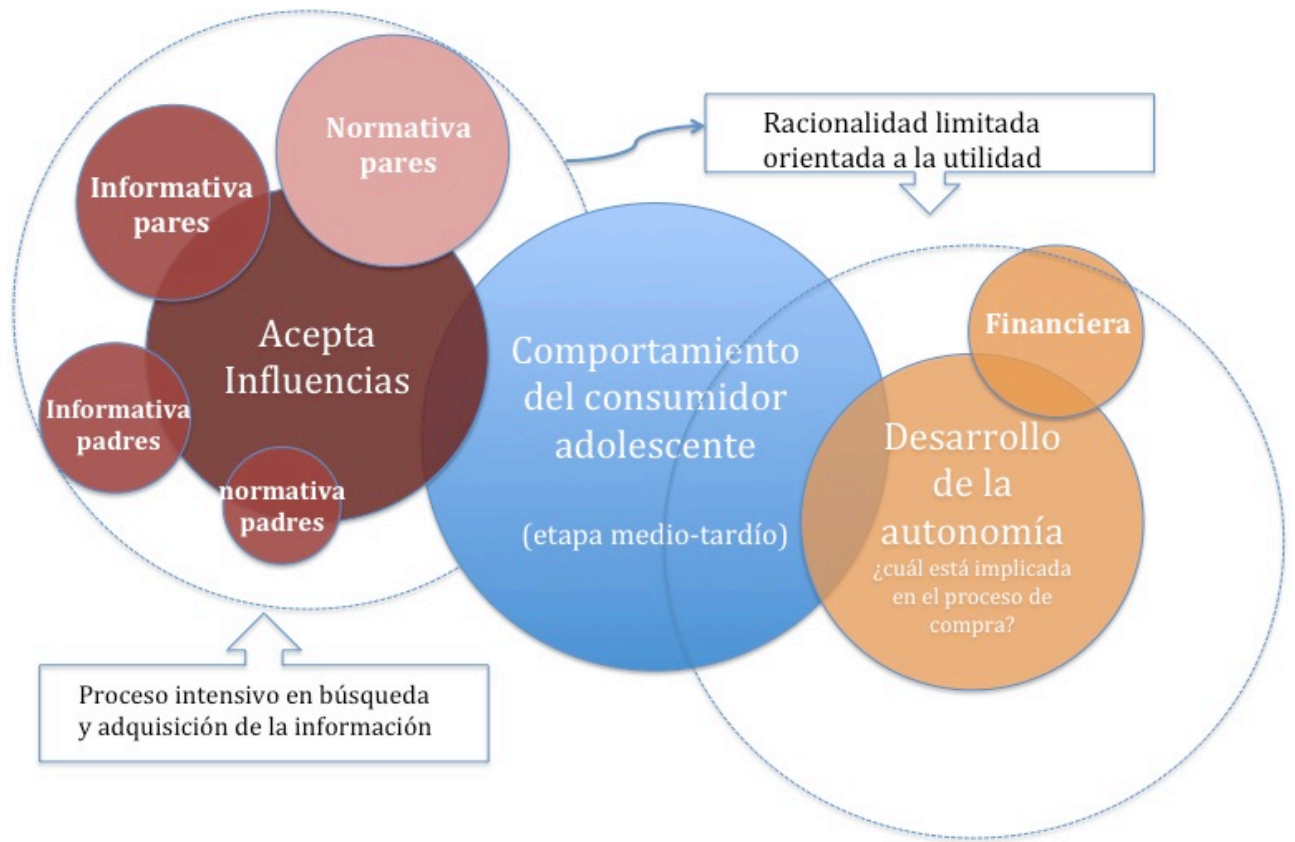 Normativa
pares
Informativa
pares
Acepta
Influencias
Informativa
padres
normativa
padres
Proceso intensivo en búsqueda
y adquisición de la información
Comportamiento
del consumidor
adolescente
(etapa medio-tardío)
Racionalidad limitada
orientada a la utilidad
Financiera
Desarrollo
de la
autonomía
¿cuál está implicada
en el proceso de
compra?